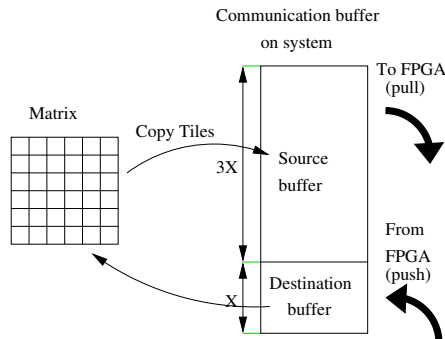 Communication buffer
on system
To FPGA
(pull)
Matrix
Copy Tiles
3X
Source
buffer
From
FPGA
(push)
X
Destination
buffer